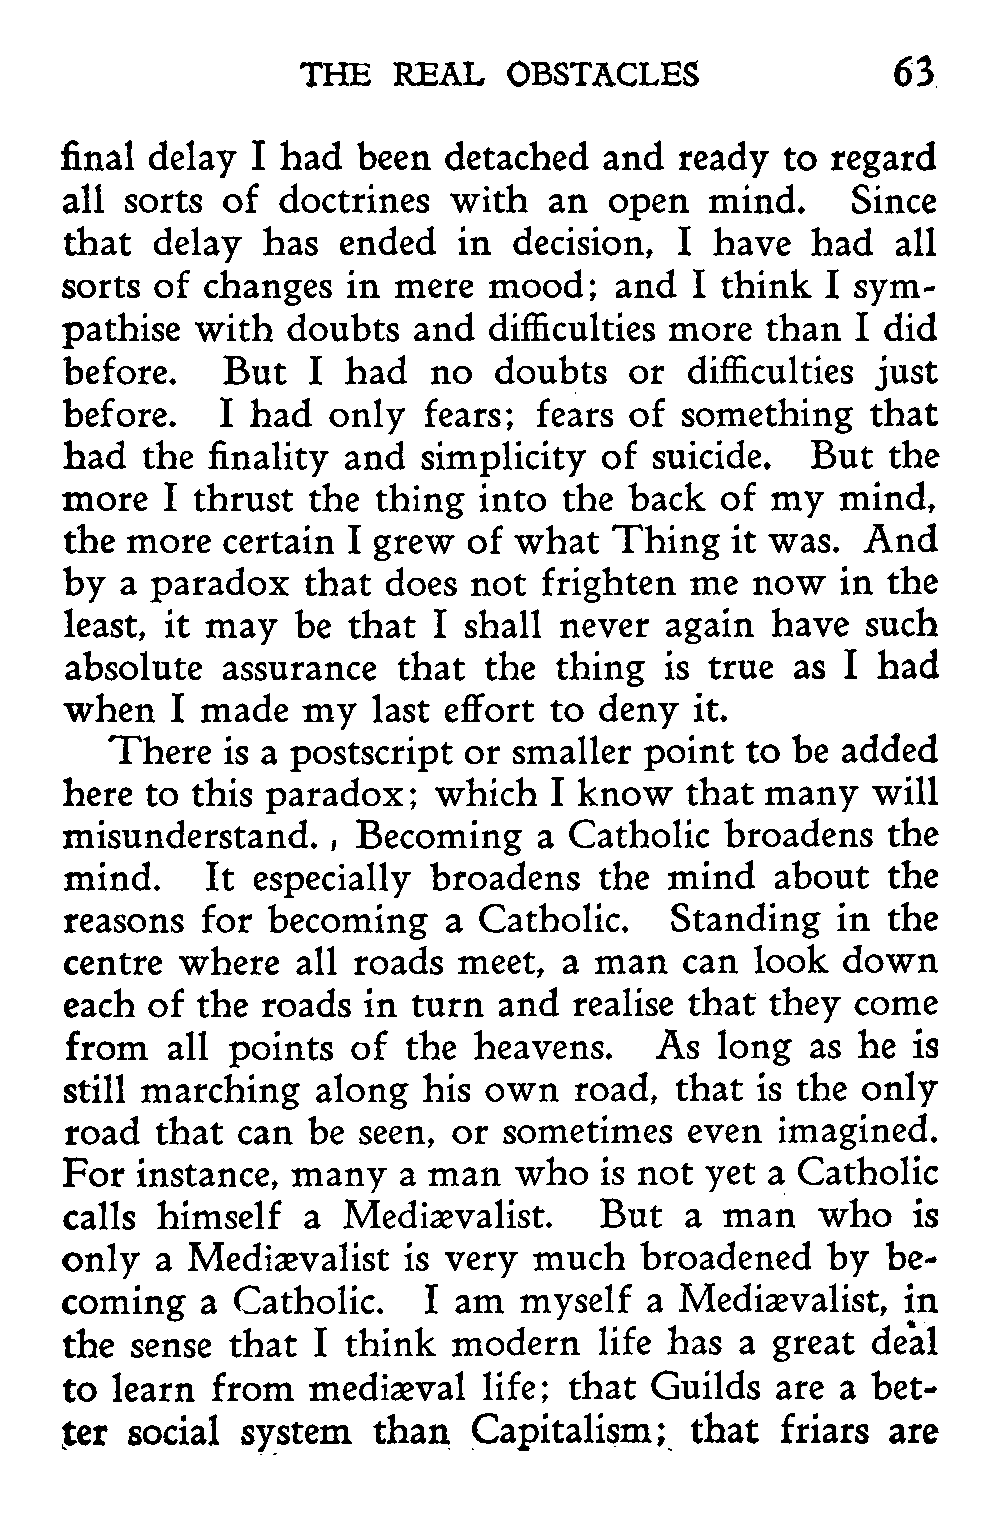 THE REAL OBSTACLES 63
final delay I had been detached and ready to regard
all sorts of doctrines with an open mind. Since
that delay has ended in decision, I have had all
sorts of changes in mere mood; and I think I sym-
pathise with doubts and difficulties more than I did
before. But I had no doubts or difficulties just
before. I had only fears; fears of something that
had the finality and simplicity of suicide. But the
more I thrust the thing into the back of my mind,
the more certain I grew of what Thing it was. And
by a paradox that does not frighten me now in the
least, it may be that I shall never again have such
absolute assurance that the thing is true as I had
when I made my last effort to deny it.
There is a postscript or smaller point to be added
here to this paradox; which I know that many will
misunderstand. Becoming a Catholic broadens the
mind. It especially broadens the mind about the
reasons for becoming a Catholic. Standing in the
centre where all roads meet, a man can look down
each of the roads in turn and realise that they come
from all points of the heavens. As long as he is
still marching along his own road, that is the only
road that can be seen, or sometimes even imagined.
For instance, many a man who is not yet a Catholic
calls himself a Mediævalist. But a man who is
only a Mediævalist is very much broadened by be-
coming a Catholic. I am myself a Mediævalist, in
the sense that I think modern life has a great deal
to learn from mediæval life; that Guilds are a bet-
ter social system than Capitalism; that friars are